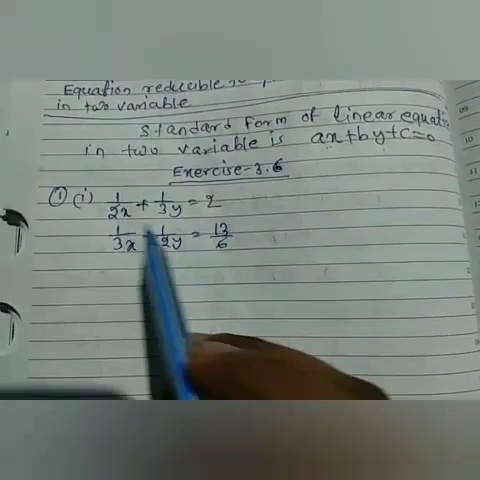 Equation reducible to
in two variable
Standard form of linear equati
in two variable is ax+by+c=0
Exercise-3.6
① (i) 1/2x + 1/3y = 2
1/3x 1/2y = 13/6